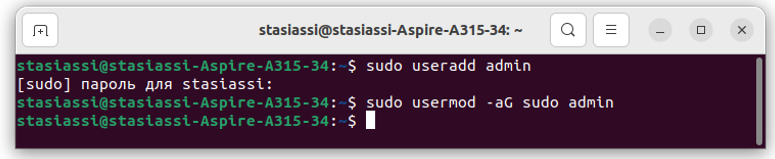 stasiassi@stasiassi-Aspire-A315-34: ~
stasiassi@stasiassi-Aspire-A315-34:~$ sudo useradd admin
[sudo] пароль для stasiassi:
stasiassi@stasiassi-Aspire-A315-34:~$ sudo usermod -aG sudo admin
stasiassi@stasiassi-Aspire-A315-34:~$